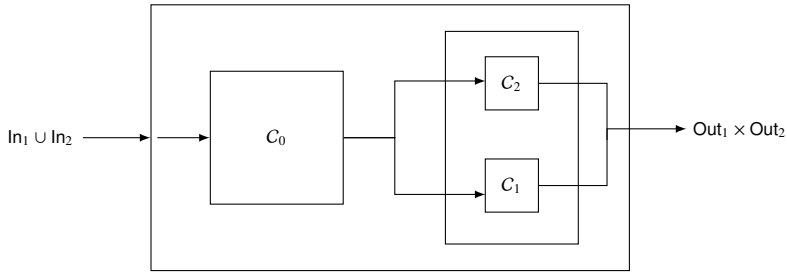 In₁ ∪ In₂
C₀
C₂
C₁
Out₁ × Out₂